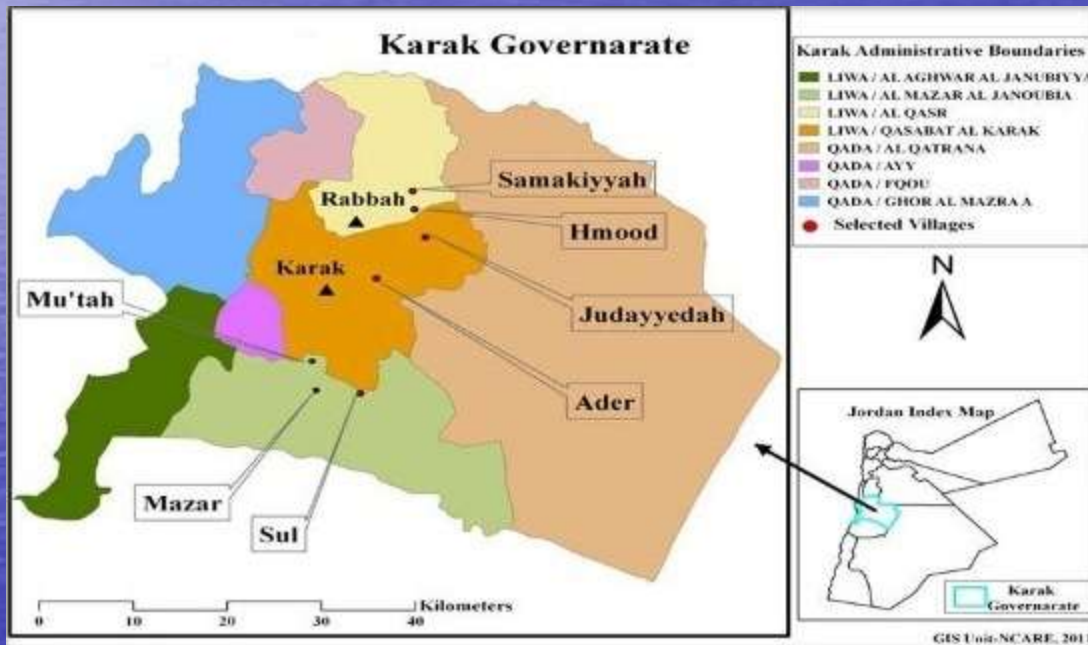 Karak Governarate
Samakiyyah
Rabbah
Hmood
Karak
Mu'tah
Judayyedah
Ader
Mazar
Sul
Kilometers
0 10 20 30 40
Karak Administrative Boundaries
LIWA / AL AGHWAR AL JANUBIYYA
LIWA / AL MAZAR AL JANOUBIA
LIWA / AL QASR
LIWA / QASABAT AL KARAK
QADA / AL QATRANA
QADA / AYY
QADA / FQOU
QADA / GHOR AL MAZRA A
Selected Villages
N
Jordan Index Map
Karak
Governarate
GIS Unit-NCARE,